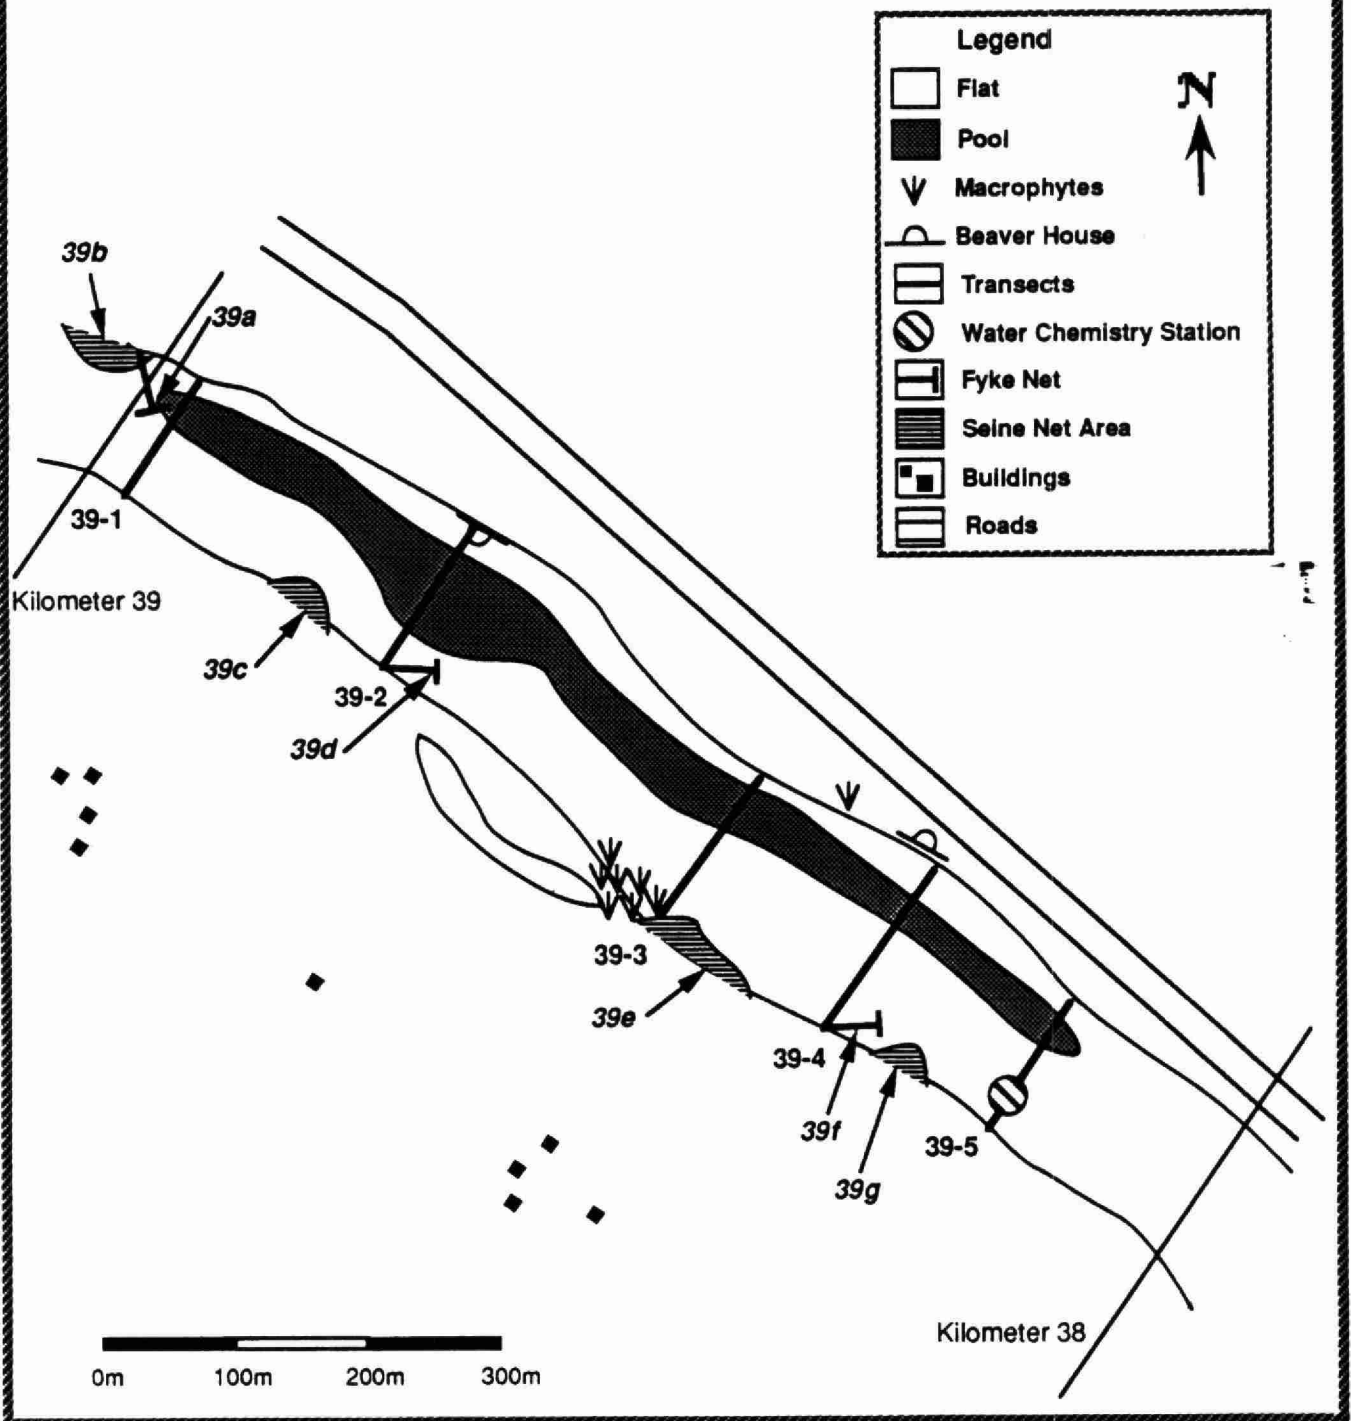 Legend
Flat
N
Pool
Macrophytes
Beaver House
Transects
Water Chemistry Station
Fyke Net
Seine Net Area
Buildings
Roads
39b
39a
39-1
Kilometer 39
39c
39-2
39d
39-3
39e
39-4
39f
39-5
39g
Kilometer 38
0m 100m 200m 300m